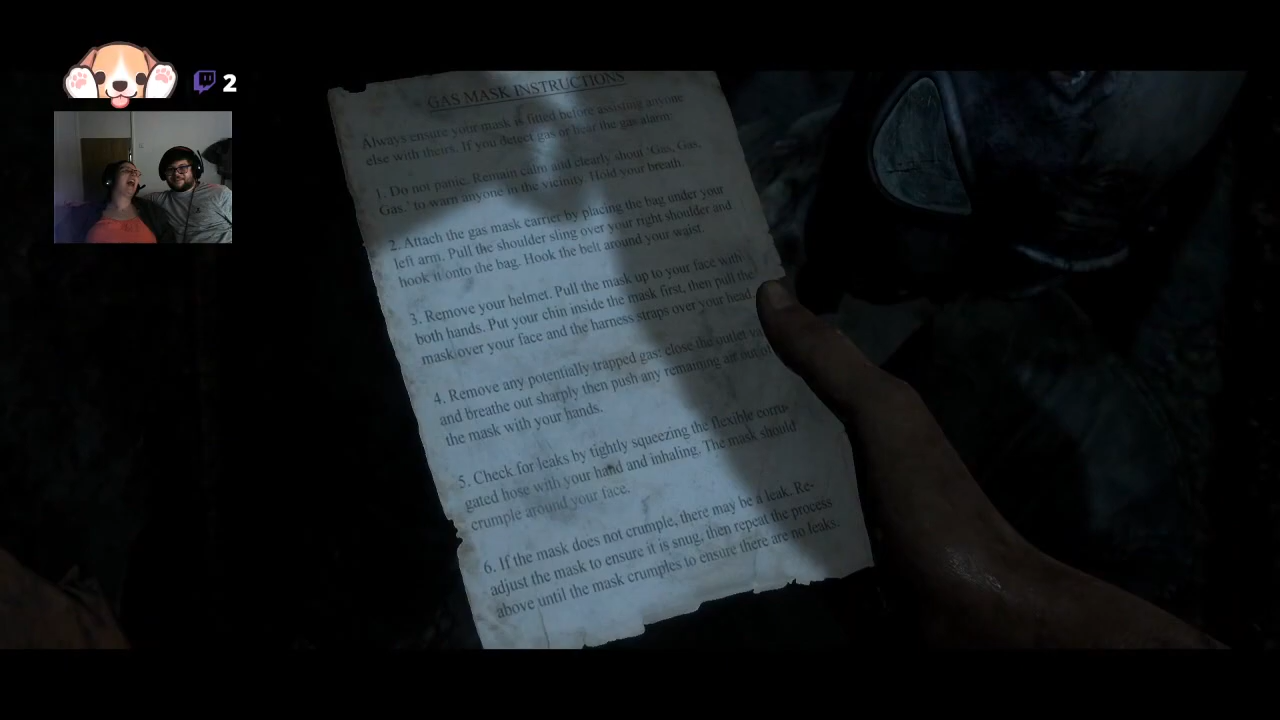 2
GAS MASK INSTRUCTIONS
Always ensure your mask is fitted before assisting anyone
else with theirs. If you detect gas or hear the gas alarm:
1. Do not panic. Remain calm and clearly shout 'Gas, Gas,
Gas.' to warn anyone in the vicinity. Hold your breath.
2. Attach the gas mask carrier by placing the bag under your
left arm. Pull the shoulder sling over your right shoulder and
hook it onto the bag. Hook the belt around your waist.
3. Remove your helmet. Pull the mask up to your face with
both hands. Put your chin inside the mask first, then pull the
mask over your face and the harness straps over your head.
4. Remove any potentially trapped gas: close the outlet
and breathe out sharply then push any remaining air out of
the mask with your hands.
5. Check for leaks by tightly squeezing the flexible corru-
gated hose with your hand and inhaling. The mask should
crumple around your face.
6. If the mask does not crumple, there may be a leak. Re-
adjust the mask to ensure it is snug, then repeat the process
above until the mask crumples to ensure there are no leaks.